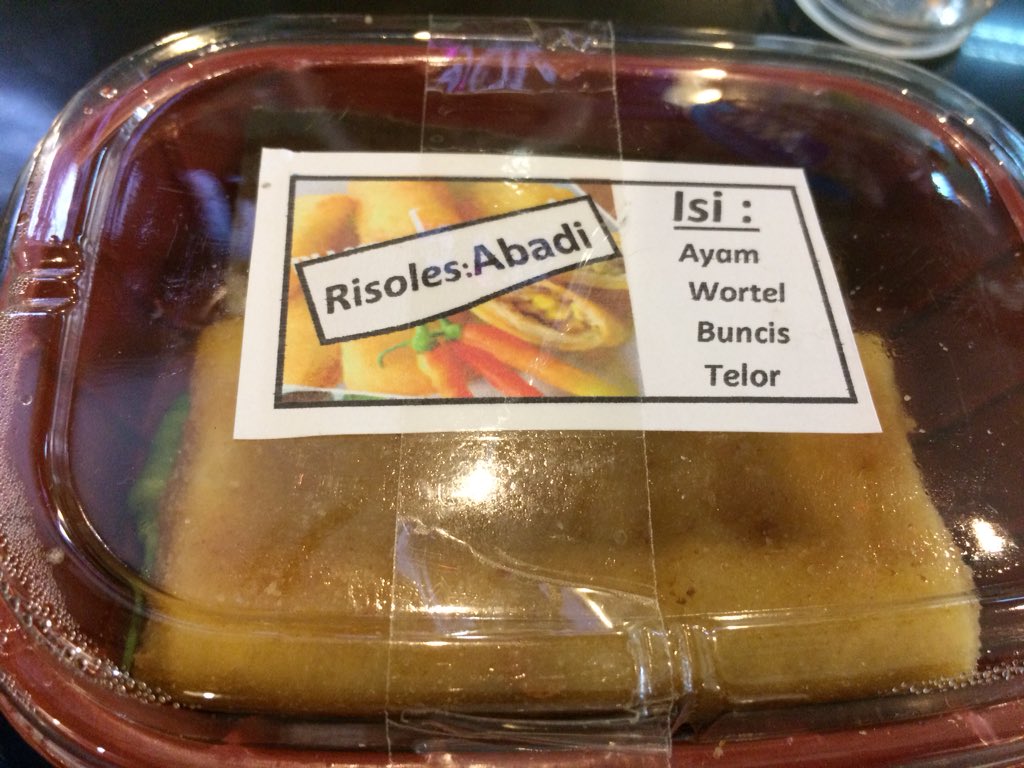 Risoles:Abadi
Isi :
Ayam
Wortel
Buncis
Telor